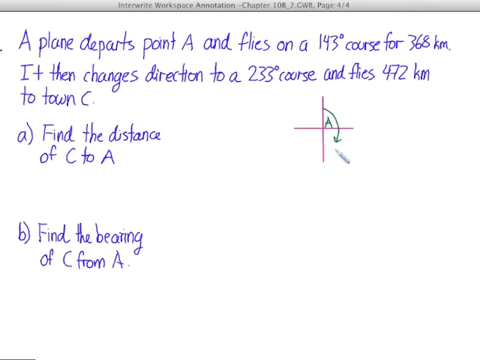 Interwrite Workspace Annotation - Chapter 10B_2.GWB, Page:4/4
A plane departs point A and flies on a 143° course for 368 km.
It then changes direction to a 233° course and flies 472 km
to town C.
a) Find the distance
of C to A
A
b) Find the bearing
of C from A.